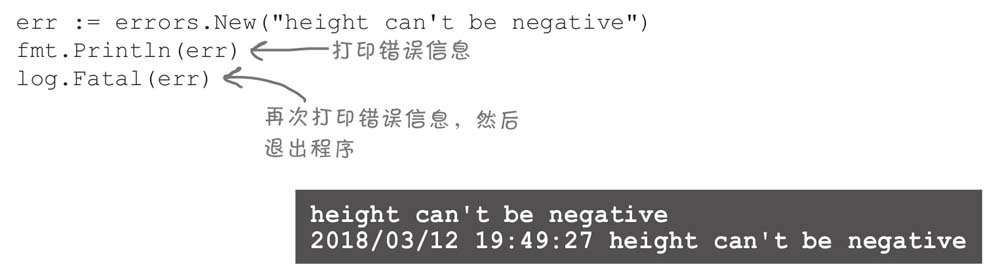 err := errors.New("height can't be negative")
fmt.Println(err)
打印错误信息
log.Fatal(err)
再次打印错误信息，然后
退出程序
height can't be negative
2018/03/12 19:49:27 height can't be negative